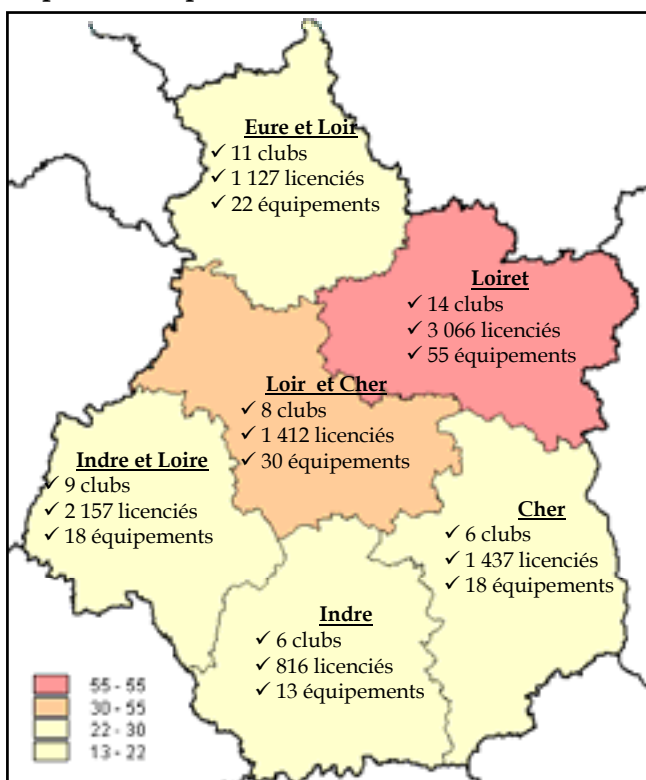 Eure et Loir
✓ 11 clubs
✓ 1 127 licenciés
✓ 22 équipements
Loiret
✓ 14 clubs
✓ 3 066 licenciés
✓ 55 équipements
Loir et Cher
✓ 8 clubs
✓ 1 412 licenciés
✓ 30 équipements
Indre et Loire
✓ 9 clubs
✓ 2 157 licenciés
✓ 18 équipements
Cher
✓ 6 clubs
✓ 1 437 licenciés
✓ 18 équipements
Indre
✓ 6 clubs
✓ 816 licenciés
✓ 13 équipements
55 - 55
30 - 55
22 - 30
13 - 22